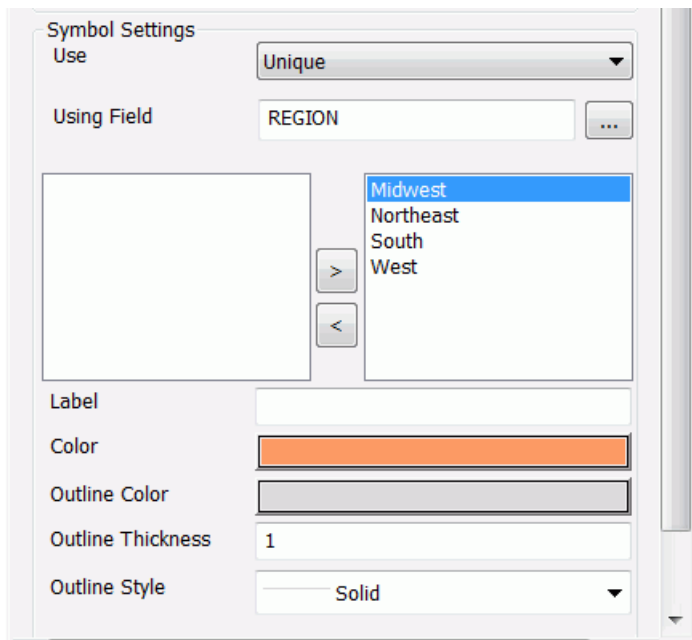 Symbol Settings
Use
Unique
Using Field
REGION
...
Midwest
Northeast
South
West
>
<
Label
Color
Outline Color
Outline Thickness
1
Outline Style
Solid